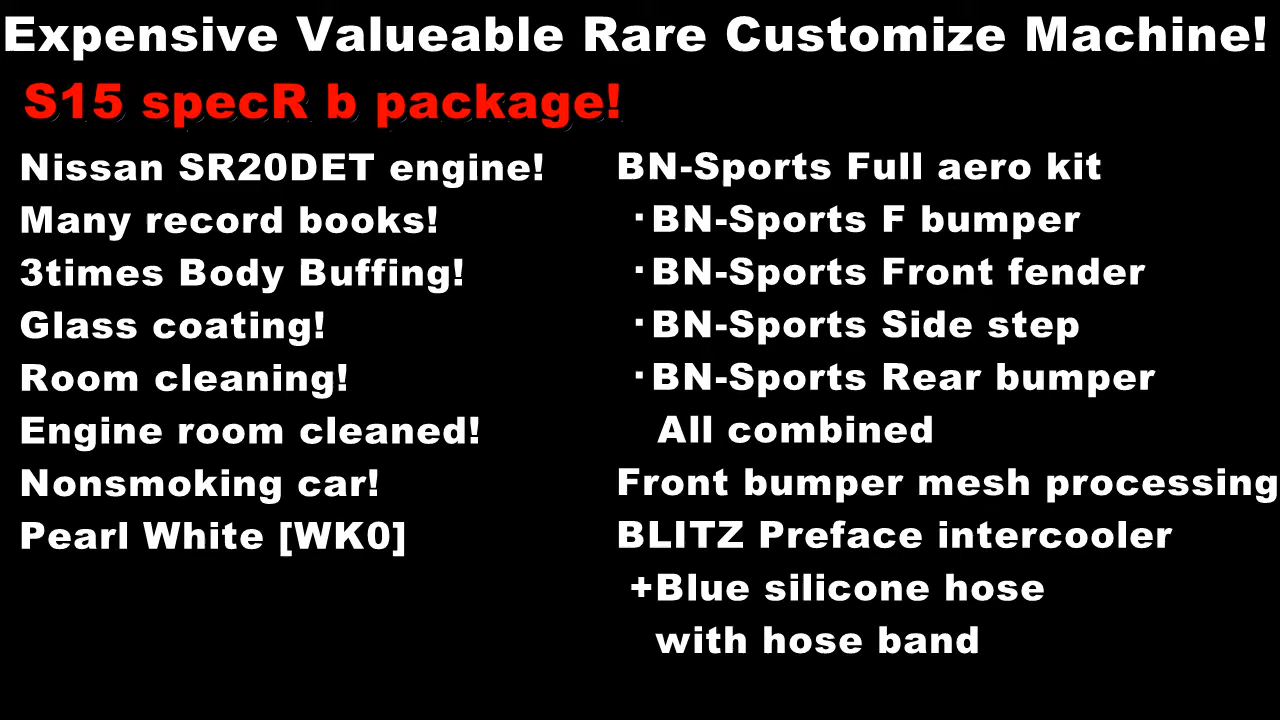 Expensive Valueable Rare Customize Machine!
S15 specR b package!
Nissan SR20DET engine!
Many record books!
3times Body Buffing!
Glass coating!
Room cleaning!
Engine room cleaned!
Nonsmoking car!
Pearl White [WK0]
BN-Sports Full aero kit
・BN-Sports F bumper
・BN-Sports Front fender
・BN-Sports Side step
・BN-Sports Rear bumper
All combined
Front bumper mesh processing
BLITZ Preface intercooler
+Blue silicone hose
with hose band